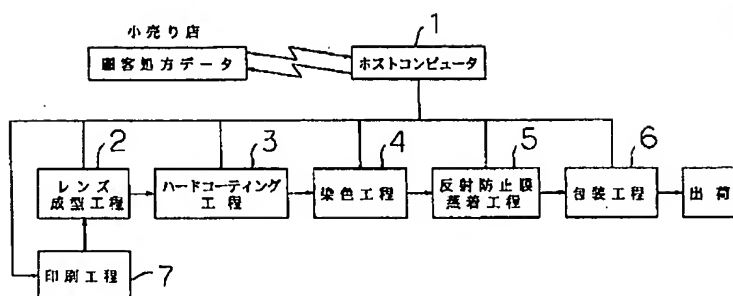 小売り店
顧客処方データ
1
ホストコンピュータ
2
レンズ
成型工程
3
ハードコーティング
工程
4
染色工程
5
反射防止膜
蒸着工程
6
包装工程
出荷
印刷工程
7